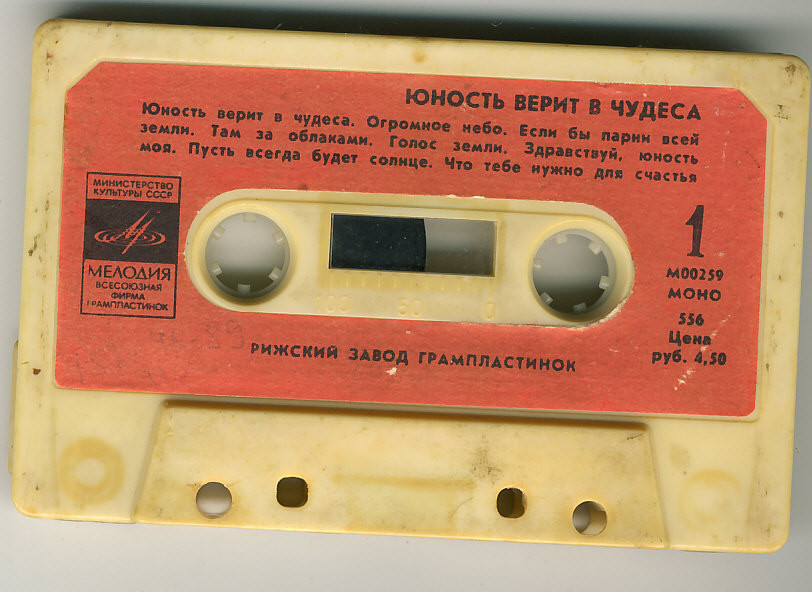 ЮНОСТЬ ВЕРИТ В ЧУДЕСА
Юность верит в чудеса. Огромное небо. Если бы парни всей
земли. Там за облаками. Голос земли. Здравствуй, юность
моя. Пусть всегда будет солнце. Что тебе нужно для счастья
МИНИСТЕРСТВО
КУЛЬТУРЫ СССР
МЕЛОДИЯ
ВСЕСОЮЗНАЯ
ФИРМА
ГРАМПЛАСТИНОК
1
М00259
МОНО
556
Цена
руб. 4,50
100 50 0
РИЖСКИЙ ЗАВОД ГРАМПЛАСТИНОК